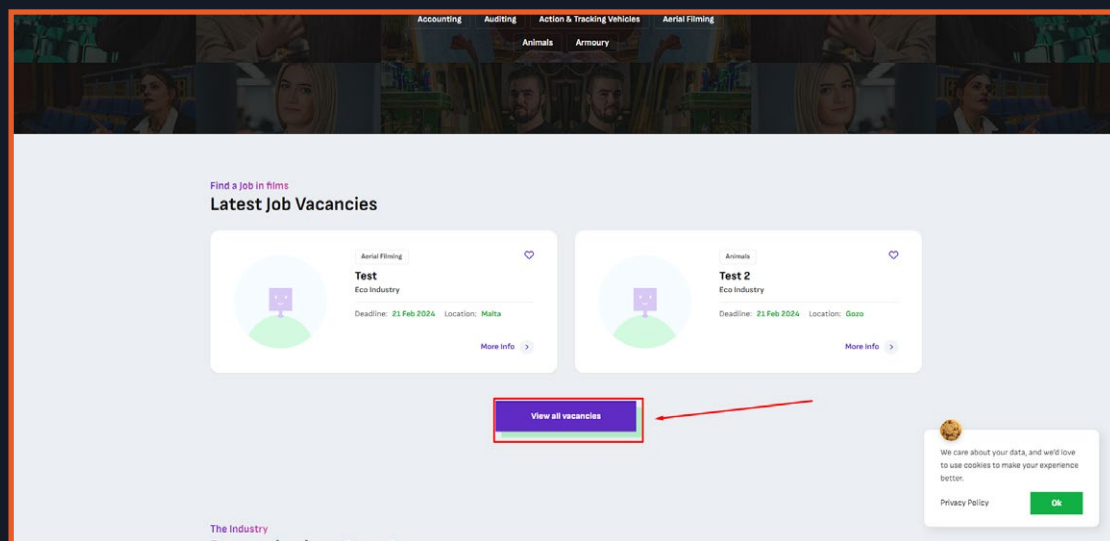 Accounting Auditing Action & Tracking Vehicles Aerial Filming
Animals Armoury
Find a job in films
Latest Job Vacancies
Aerial Filming
Test
Eco Industry
Deadline: 21 Feb 2024 Location: Malta
More Info
Animals
Test 2
Eco Industry
Deadline: 21 Feb 2024 Location: Gozo
More Info
View all vacancies
We care about your data, and we'd love
to use cookies to make your experience
better.
Privacy Policy Ok
The Industry